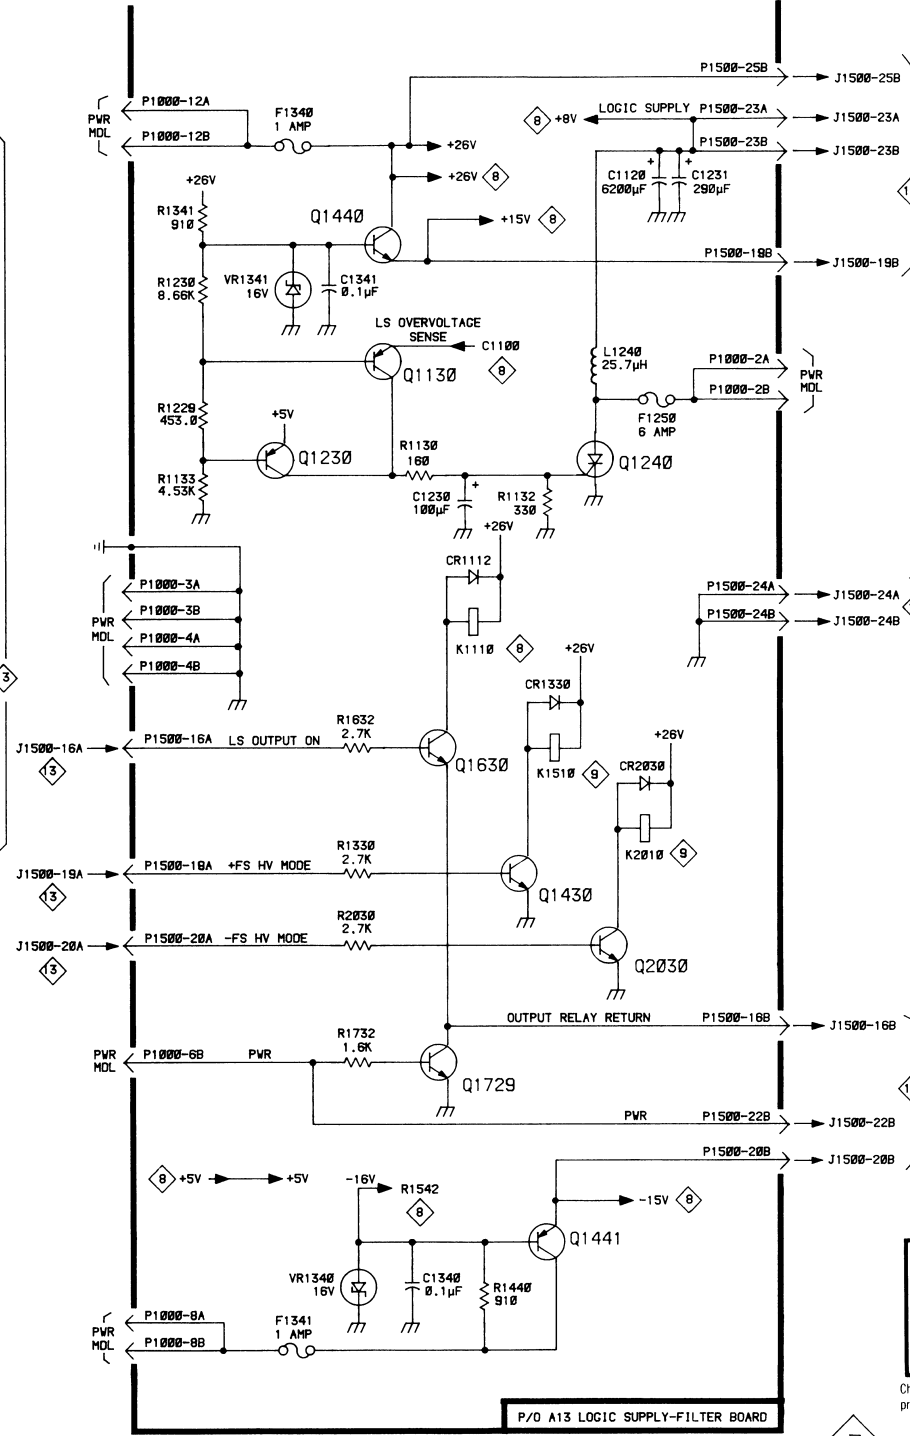 P1500-25B
J1500-25B
P1000-12A
PWR
MDL
P1000-12B
F1340
1 AMP
+26V
+26V 8
8 +8V
LOGIC SUPPLY
P1500-23A
J1500-23A
P1500-23B
J1500-23B
C1120
6200µF
+
+
C1231
290µF
+26V
R1341
910
Q1440
+15V 8
P1500-19B
J1500-19B
R1230
8.66K
VR1341
16V
C1341
0.1µF
LS OVERVOLTAGE
SENSE
C1100
8
Q1130
L1240
25.7µH
P1000-2A
P1000-2B
PWR
MDL
F1250
6 AMP
R1229
453.0
+5V
Q1230
R1130
160
Q1240
R1133
4.53K
C1230
100µF
+
R1132
330
+26V
CR1112
K1110
8
P1000-3A
P1000-3B
PWR
MDL
P1000-4A
P1000-4B
P1500-24A
J1500-24A
P1500-24B
J1500-24B
3
+26V
CR1330
K1510
9
J1500-16A
13
P1500-16A
LS OUTPUT ON
R1632
2.7K
Q1630
+26V
CR2030
K2010
9
J1500-19A
13
P1500-19A
+FS HV MODE
R1330
2.7K
Q1430
J1500-20A
13
P1500-20A
-FS HV MODE
R2030
2.7K
Q2030
OUTPUT RELAY RETURN
P1500-16B
J1500-16B
PWR
MDL
P1000-6B
PWR
R1732
1.6K
Q1729
PWR
P1500-22B
J1500-22B
P1500-20B
J1500-20B
8 +5V
+5V
-16V
R1542
8
-15V 8
Q1441
VR1340
16V
C1340
0.1µF
R1440
910
P1000-8A
PWR
MDL
P1000-8B
F1341
1 AMP
P/O A13 LOGIC SUPPLY-FILTER BOARD